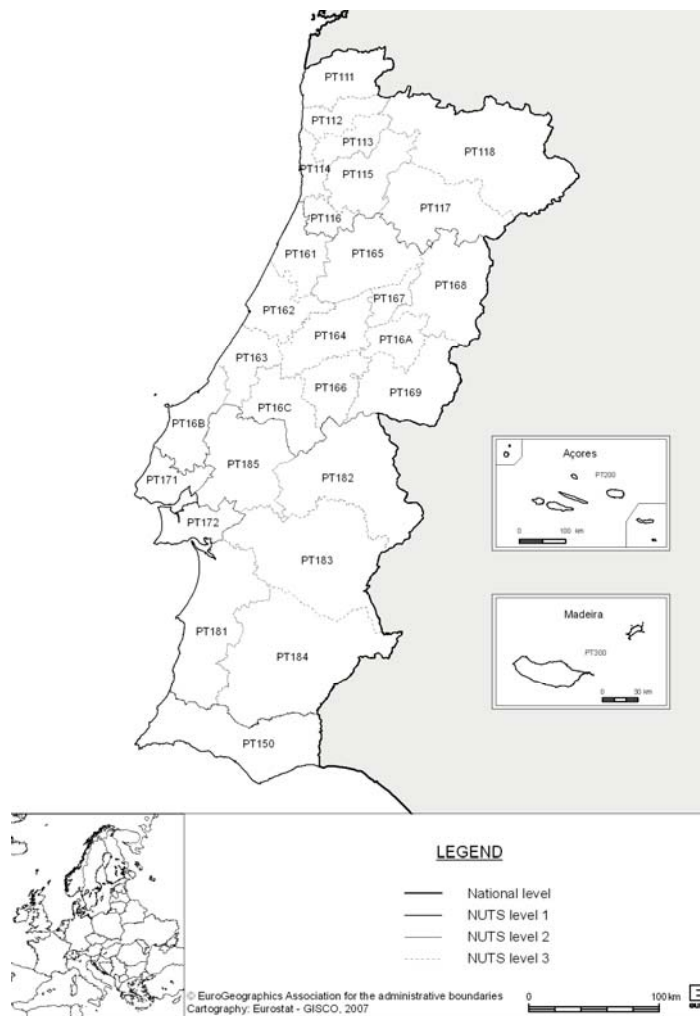 PT111
PT112
PT113
PT118
PT114
PT115
PT117
PT116
PT161
PT165
PT168
PT167
PT162
PT164
PT16A
PT163
PT166
PT169
PT16C
PT16B
PT185
PT171
PT182
PT172
PT183
PT181
PT184
PT150
Açores
PT200
0 100 km
Madeira
PT300
0 30 km
LEGEND
National level
NUTS level 1
NUTS level 2
NUTS level 3
© EuroGeographics Association for the administrative boundaries
Cartography: Eurostat - GISCO, 2007
0 100 km